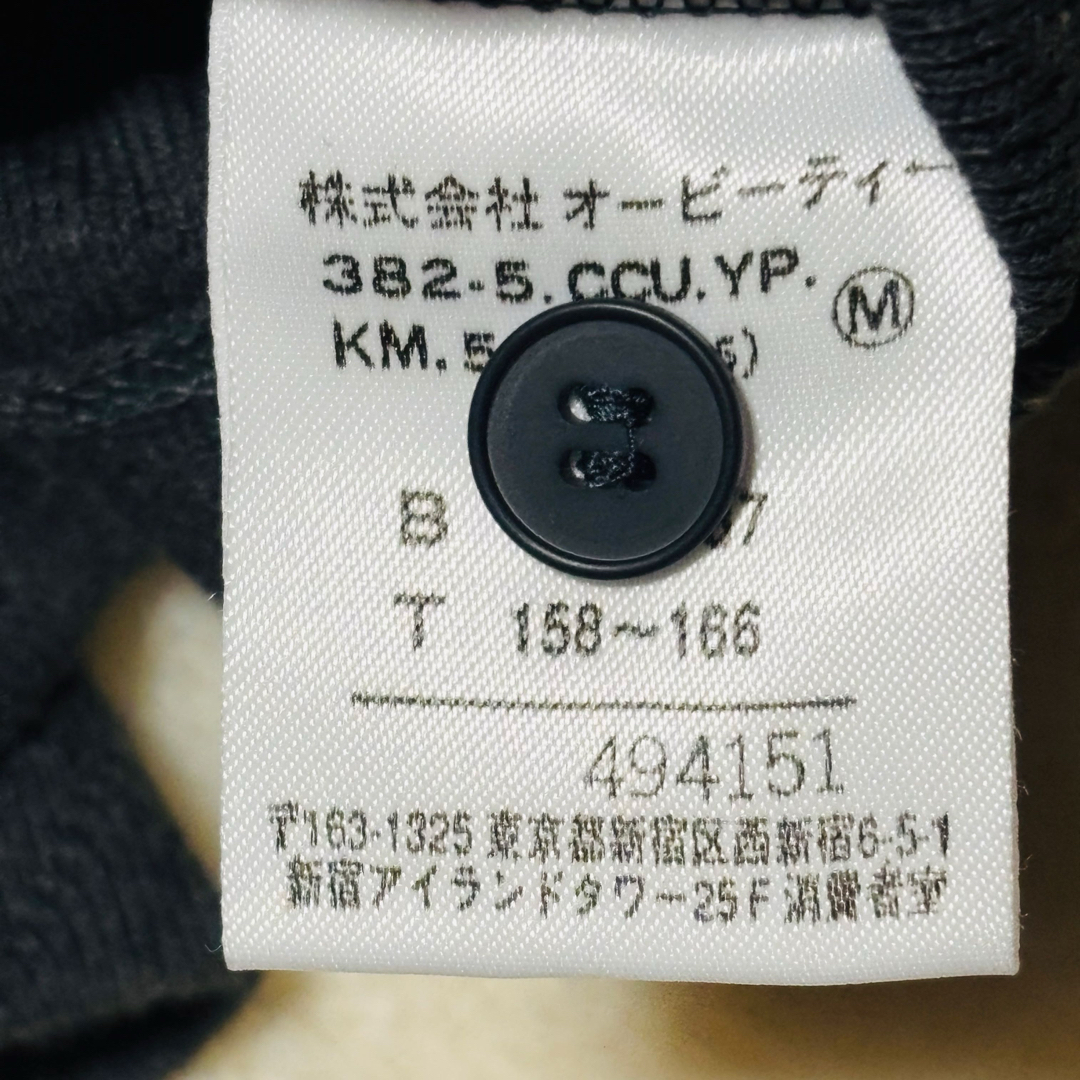 株式会社 オービーティー
382-5.CCU.YP.
Ⓜ
KM.
B
T 158~166
494151
〒163-1325 東京都新宿区西新宿6-5-1
新宿アイランドタワー25F 消費者室